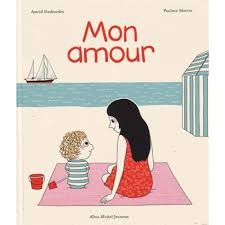 Astrid Desbordes
Pauline Martin
Mon
amour
Albin Michel Jeunesse